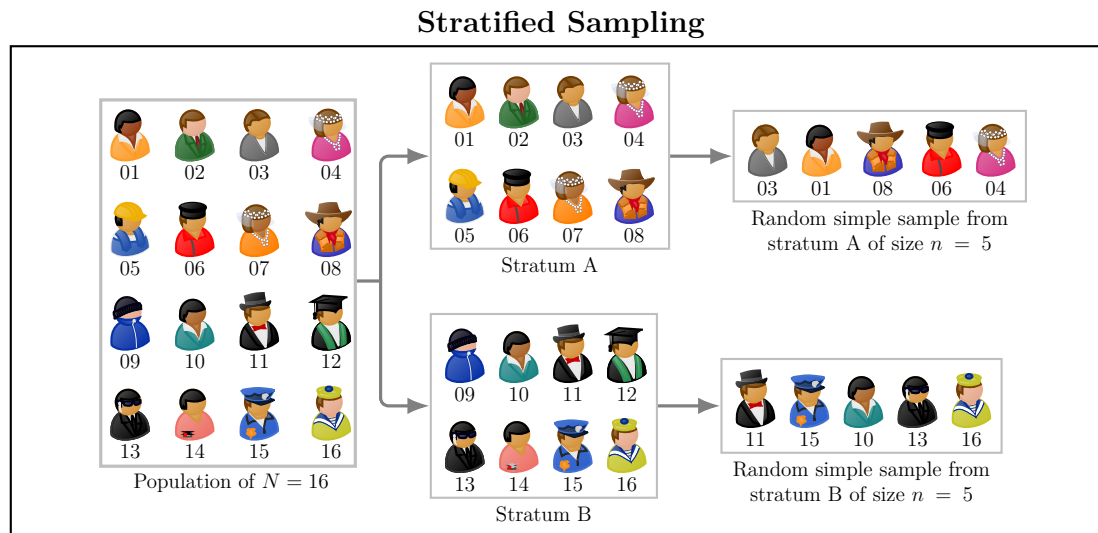 Stratified Sampling
01 02 03 04
05 06 07 08
09 10 11 12
13 14 15 16
Population of N = 16
01 02 03 04
05 06 07 08
Stratum A
03 01 08 06 04
Random simple sample from
stratum A of size n = 5
09 10 11 12
13 14 15 16
Stratum B
11 15 10 13 16
Random simple sample from
stratum B of size n = 5